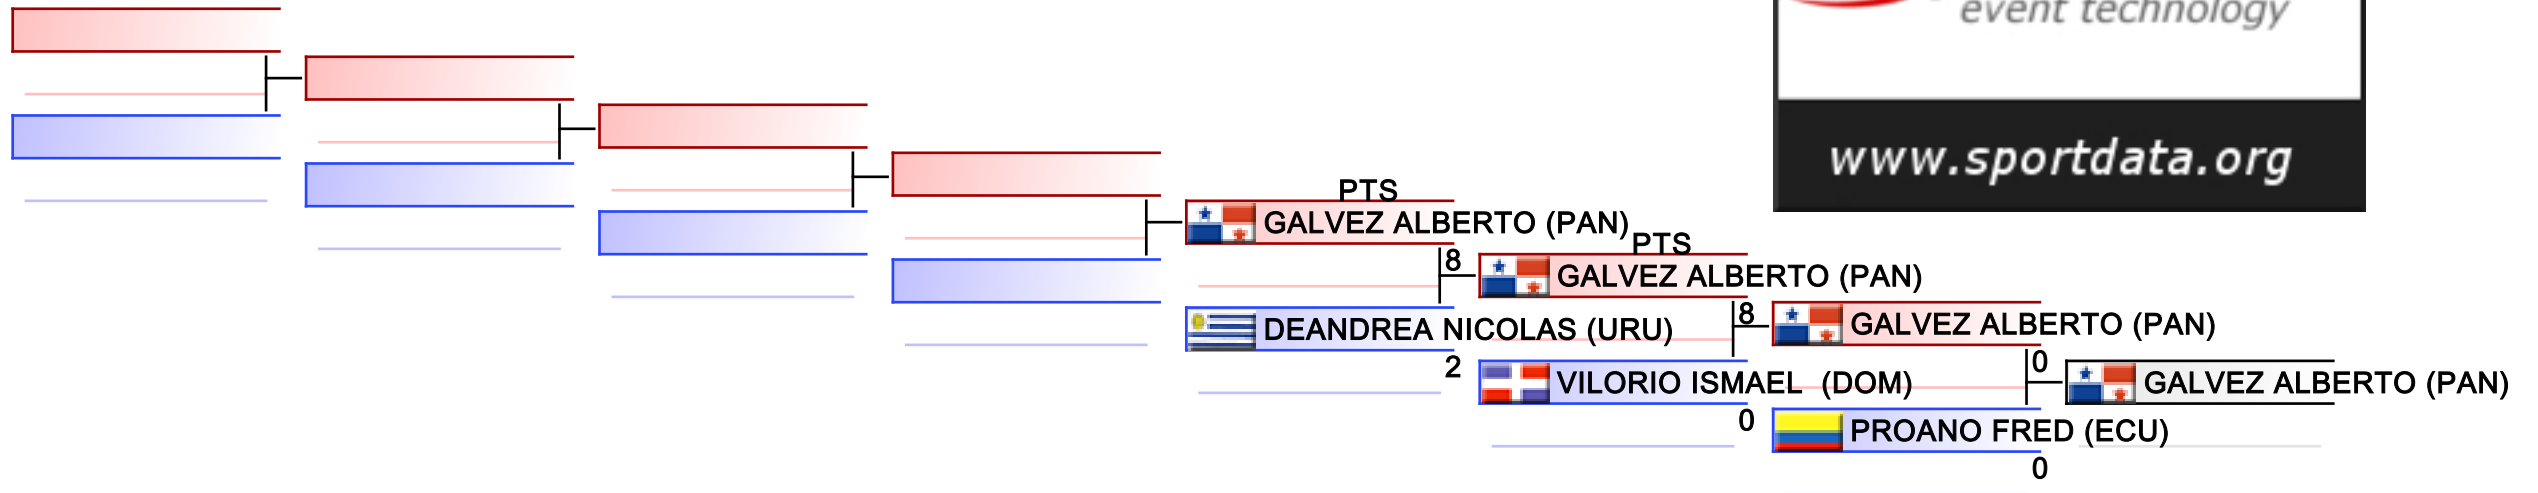 event technology
www.sportdata.org
PTS
GALVEZ ALBERTO (PAN)
8
DEANDREA NICOLAS (URU)
2
PTS
GALVEZ ALBERTO (PAN)
8
VILORIO ISMAEL (DOM)
0
GALVEZ ALBERTO (PAN)
0
PROANO FRED (ECU)
0
GALVEZ ALBERTO (PAN)